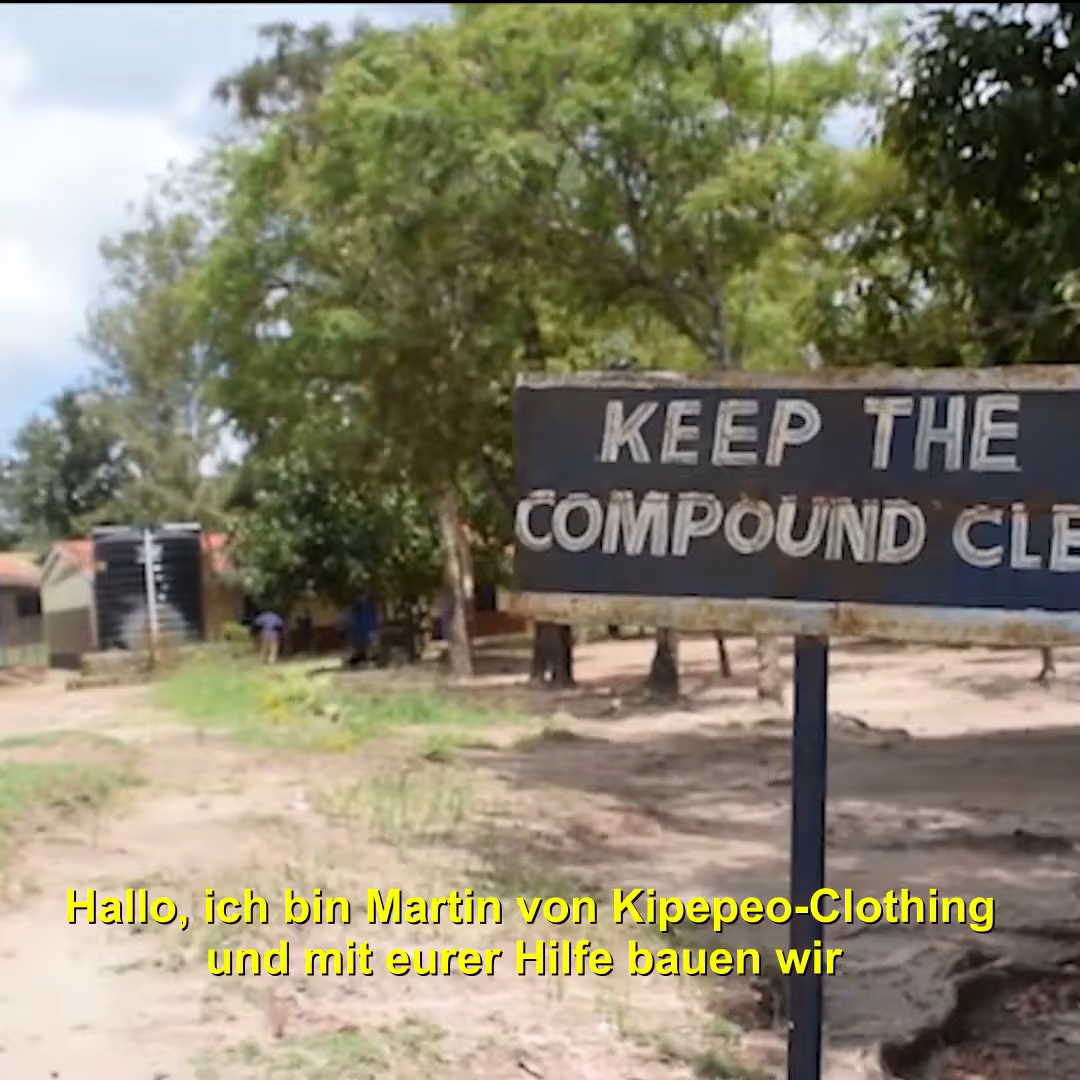 KEEP THE
COMPOUND CLE
Hallo, ich bin Martin von Kipepeo-Clothing
und mit eurer Hilfe bauen wir